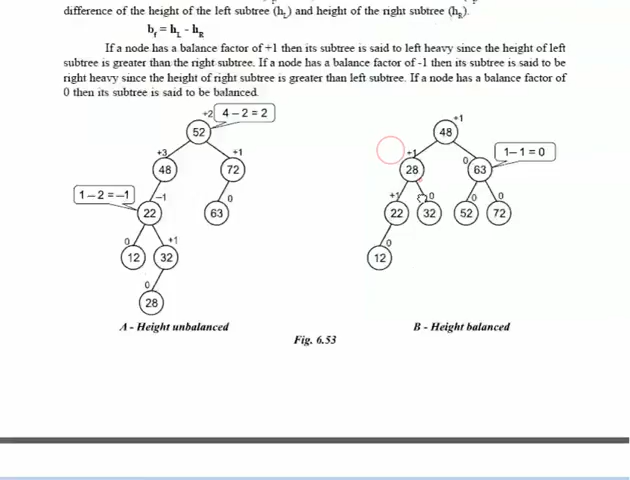 difference of the height of the left subtree (hL) and height of the right subtree (hR).
bf = hL - hR
If a node has a balance factor of +1 then its subtree is said to left heavy since the height of left
subtree is greater than the right subtree. If a node has a balance factor of -1 then its subtree is said to be
right heavy since the height of right subtree is greater than left subtree. If a node has a balance factor of
0 then its subtree is said to be balanced.
+2 4 – 2 = 2
52
+3 +1
48 72
1 – 2 = –1
–1 0
22 63
0 +1
12 32
0
28
A - Height unbalanced
+1
48
+1 0 1– 1 = 0
28 63
+1 0 0 0
22 32 52 72
0
12
B - Height balanced
Fig. 6.53